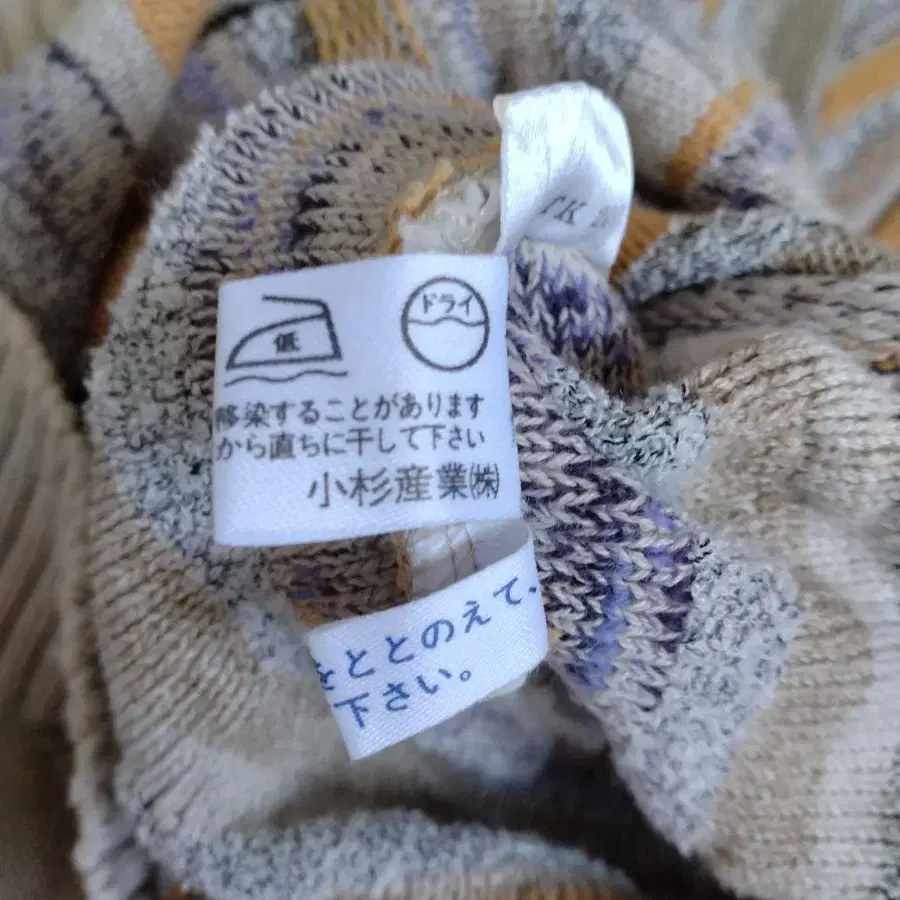 低
ドライ
移染することがあります
から直ちに干して下さい
小杉産業㈱
をととのえて、
下さい。